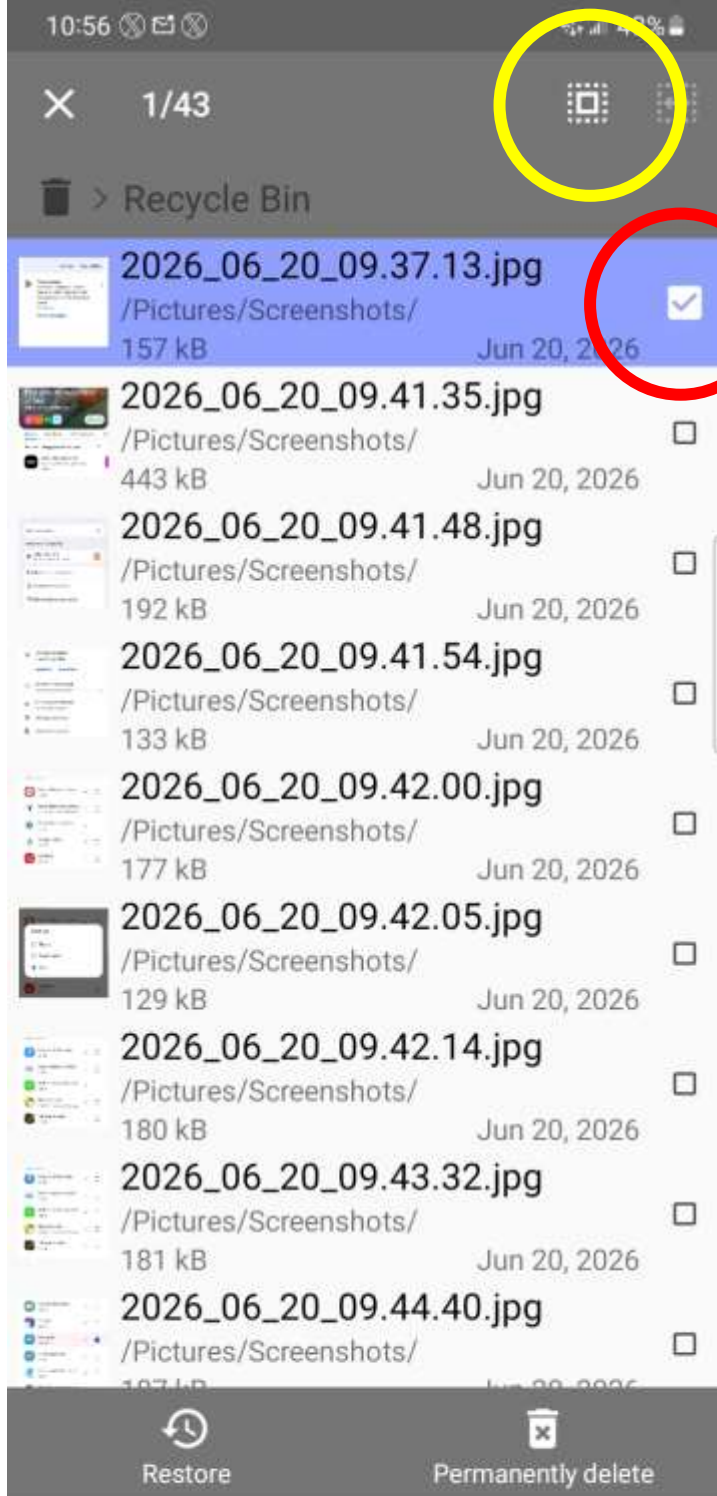 10:56
1/43
Recycle Bin
2026_06_20_09.37.13.jpg
/Pictures/Screenshots/
157 kB Jun 20, 2026
2026_06_20_09.41.35.jpg
/Pictures/Screenshots/
443 kB Jun 20, 2026
2026_06_20_09.41.48.jpg
/Pictures/Screenshots/
192 kB Jun 20, 2026
2026_06_20_09.41.54.jpg
/Pictures/Screenshots/
133 kB Jun 20, 2026
2026_06_20_09.42.00.jpg
/Pictures/Screenshots/
177 kB Jun 20, 2026
2026_06_20_09.42.05.jpg
/Pictures/Screenshots/
129 kB Jun 20, 2026
2026_06_20_09.42.14.jpg
/Pictures/Screenshots/
180 kB Jun 20, 2026
2026_06_20_09.43.32.jpg
/Pictures/Screenshots/
181 kB Jun 20, 2026
2026_06_20_09.44.40.jpg
/Pictures/Screenshots/
Restore Permanently delete